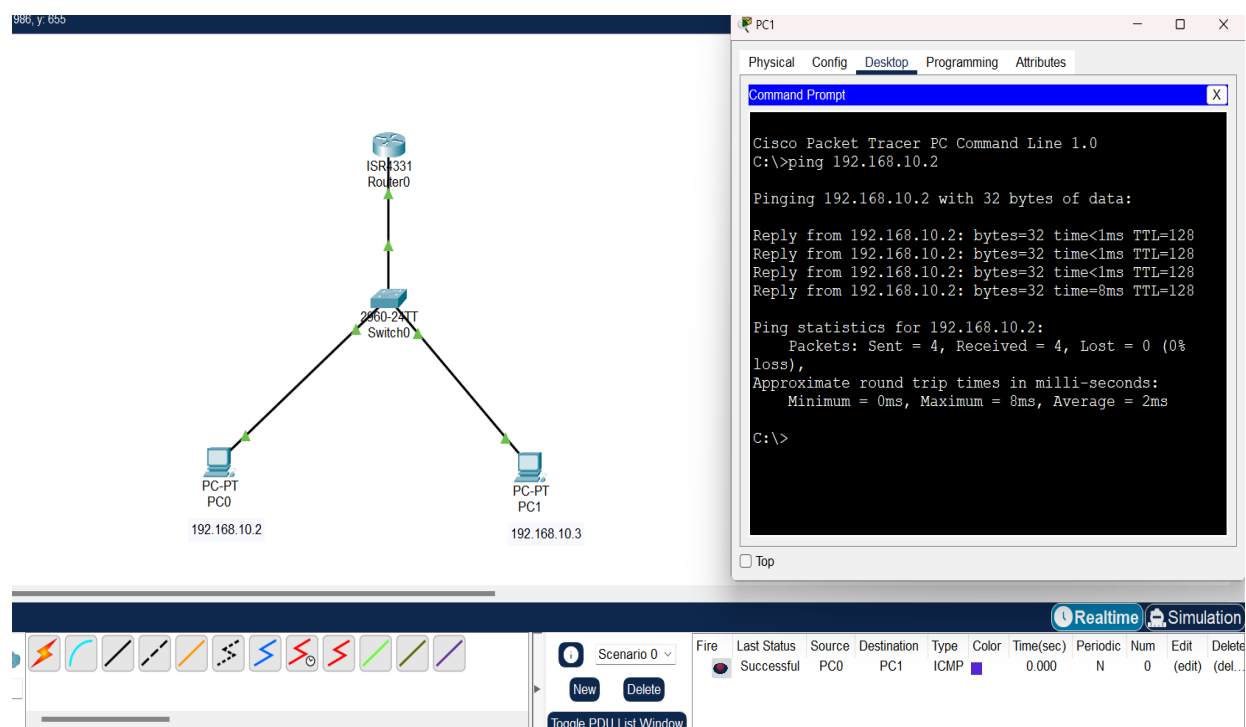 986, y: 655
PC1
Physical Config Desktop Programming Attributes
Command Prompt
X
Cisco Packet Tracer PC Command Line 1.0
C:\>ping 192.168.10.2
Pinging 192.168.10.2 with 32 bytes of data:
Reply from 192.168.10.2: bytes=32 time<1ms TTL=128
Reply from 192.168.10.2: bytes=32 time<1ms TTL=128
Reply from 192.168.10.2: bytes=32 time<1ms TTL=128
Reply from 192.168.10.2: bytes=32 time=8ms TTL=128
Ping statistics for 192.168.10.2:
Packets: Sent = 4, Received = 4, Lost = 0 (0%
loss),
Approximate round trip times in milli-seconds:
Minimum = 0ms, Maximum = 8ms, Average = 2ms
C:\>
Top
ISR4331
Router0
2960-24TT
Switch0
PC-PT
PC0
192.168.10.2
PC-PT
PC1
192.168.10.3
Realtime Simulation
Scenario 0
New Delete
Toggle PDU List Window
Fire Last Status Source Destination Type Color Time(sec) Periodic Num Edit Delete
Successful PC0 PC1 ICMP 0.000 N 0 (edit) (del...